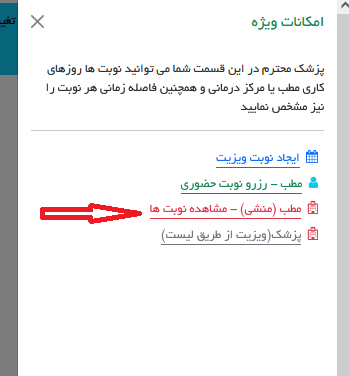 امکانات ویژه
تغیی
پزشک محترم در این قسمت شما می توانید نوبت ها روزهای
کاری مطب یا مرکز درمانی و همچنین فاصله زمانی هر نوبت را
نیز مشخص نمایید
ایجاد نوبت ویزیت
مطب - رزرو نوبت حضوری
مطب (منشی) - مشاهده نوبت ها
پزشک(ویزیت از طریق لیست)